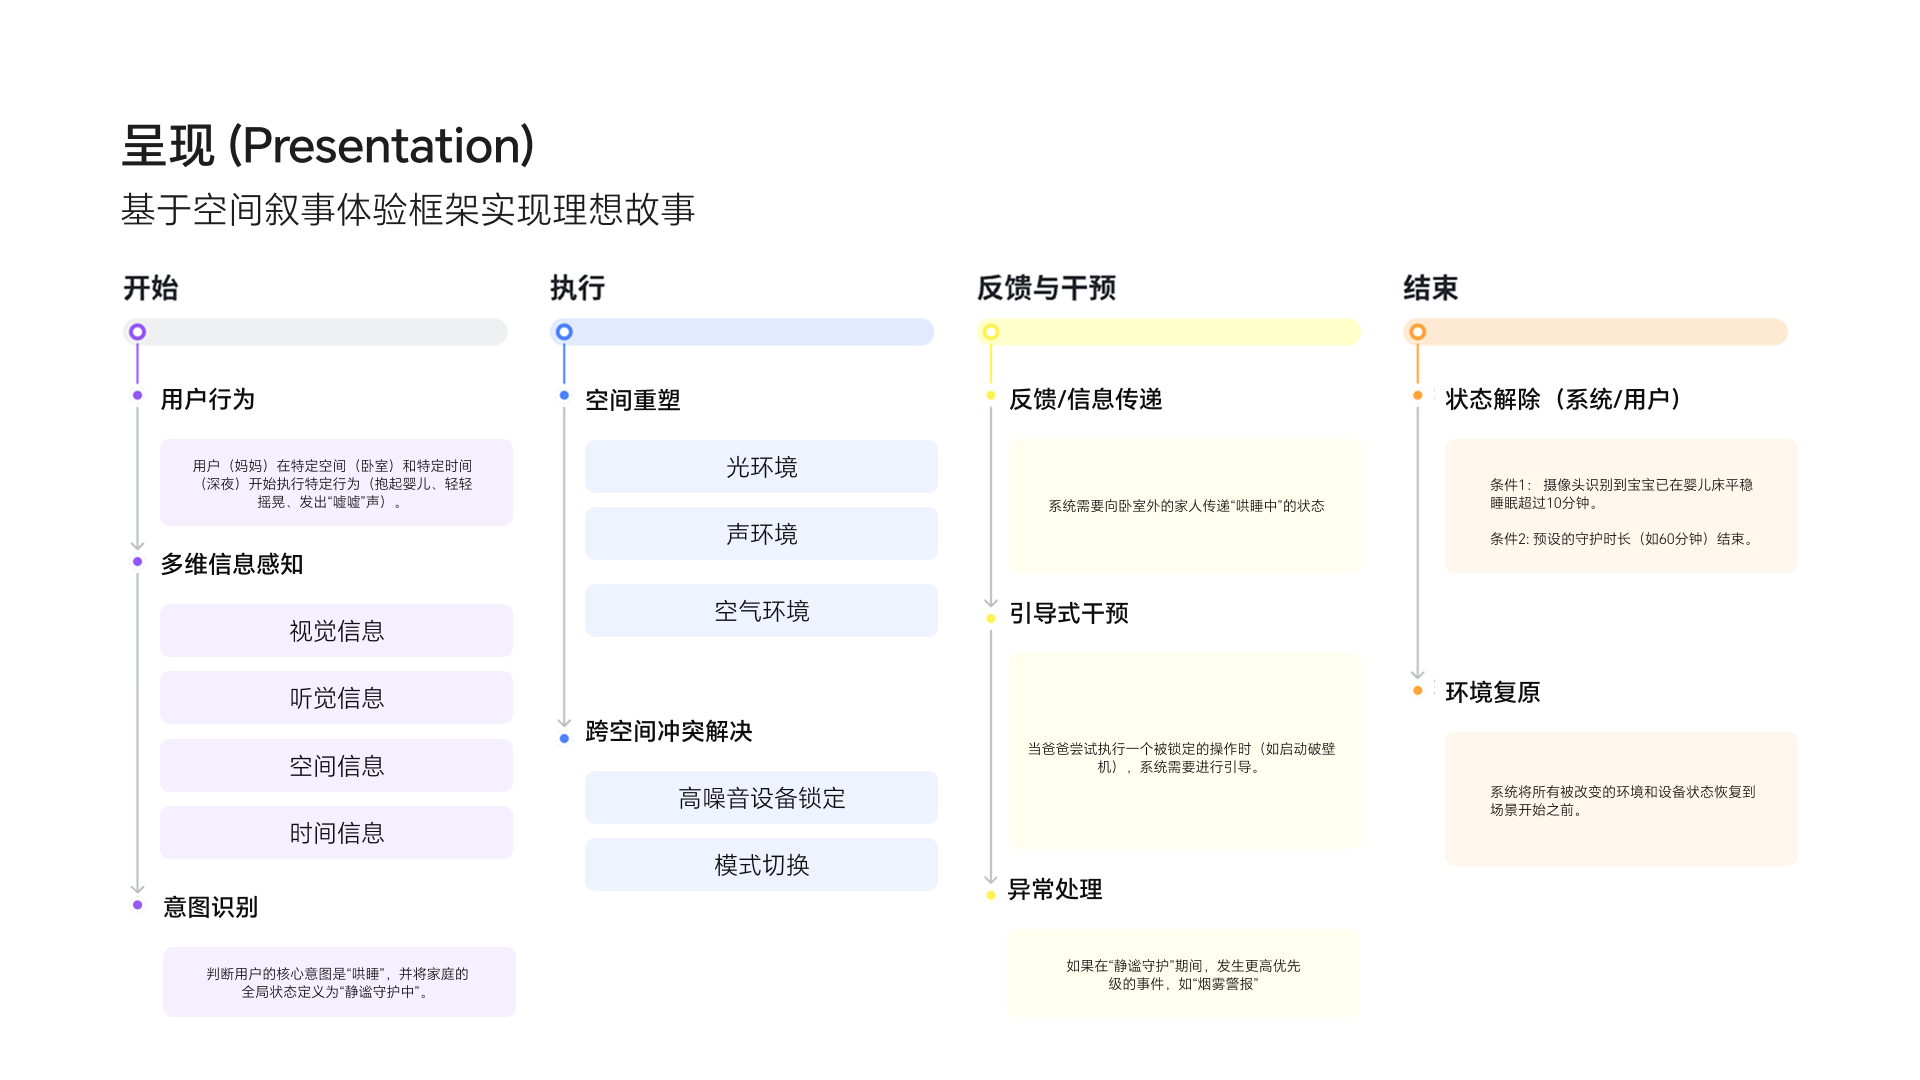 呈现 (Presentation)
基于空间叙事体验框架实现理想故事
开始
用户行为
用户（妈妈）在特定空间（卧室）和特定时间
（深夜）开始执行特定行为（抱起婴儿、轻轻
摇晃、发出“嘘嘘”声）。
多维信息感知
视觉信息
听觉信息
空间信息
时间信息
意图识别
判断用户的核心意图是“哄睡”，并将家庭的
全局状态定义为“静谧守护中”。
执行
空间重塑
光环境
声环境
空气环境
跨空间冲突解决
高噪音设备锁定
模式切换
反馈与干预
反馈/信息传递
系统需要向卧室外的家人传递“哄睡中”的状态
引导式干预
当爸爸尝试执行一个被锁定的操作时（如启动破壁
机），系统需要进行引导。
异常处理
如果在“静谧守护”期间，发生更高优先
级的事件，如“烟雾警报”
结束
状态解除（系统/用户）
条件1： 摄像头识别到宝宝已在婴儿床平稳
睡眠超过10分钟。
条件2: 预设的守护时长（如60分钟）结束。
环境复原
系统将所有被改变的环境和设备状态恢复到
场景开始之前。